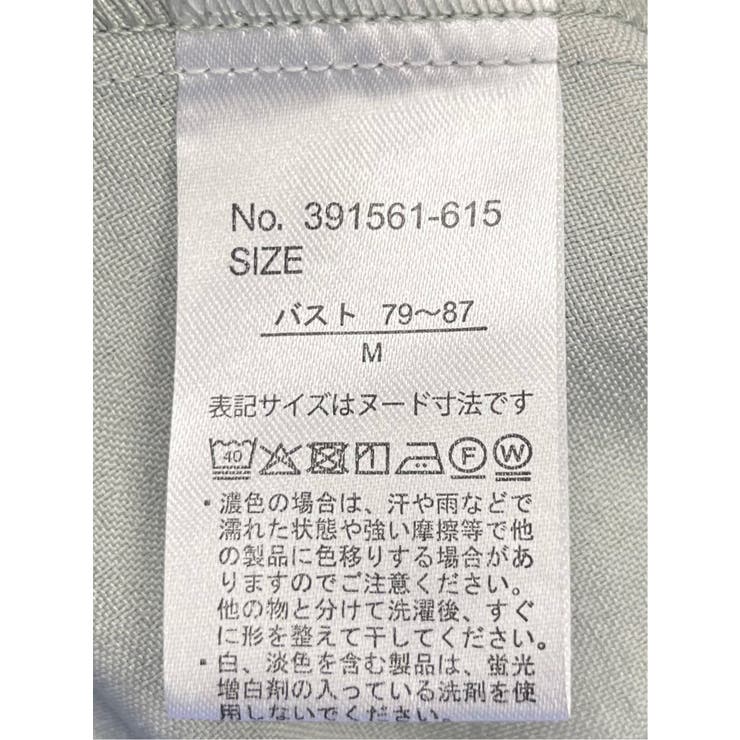 No. 391561-615
SIZE
バスト 79〜87
M
表記サイズはヌード寸法です
40 F W
・濃色の場合は、汗や雨などで
濡れた状態や強い摩擦等で他
の製品に色移りする場合があ
りますのでご注意ください。
他の物と分けて洗濯後、すぐ
に形を整えて干してください。
・白、淡色を含む製品は、蛍光
増白剤の入っている洗剤を使
用しないでください。